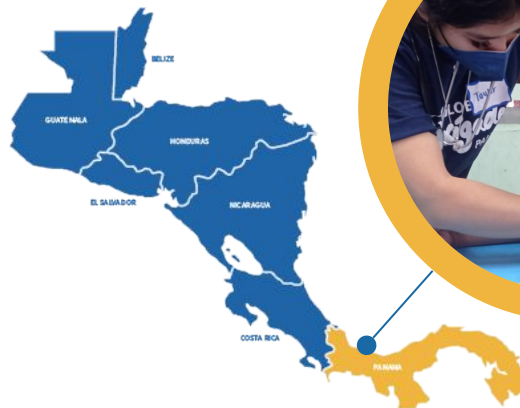 BELIZE
GUATEMALA
HONDURAS
EL SALVADOR
NICARAGUA
COSTA RICA
PANAMA